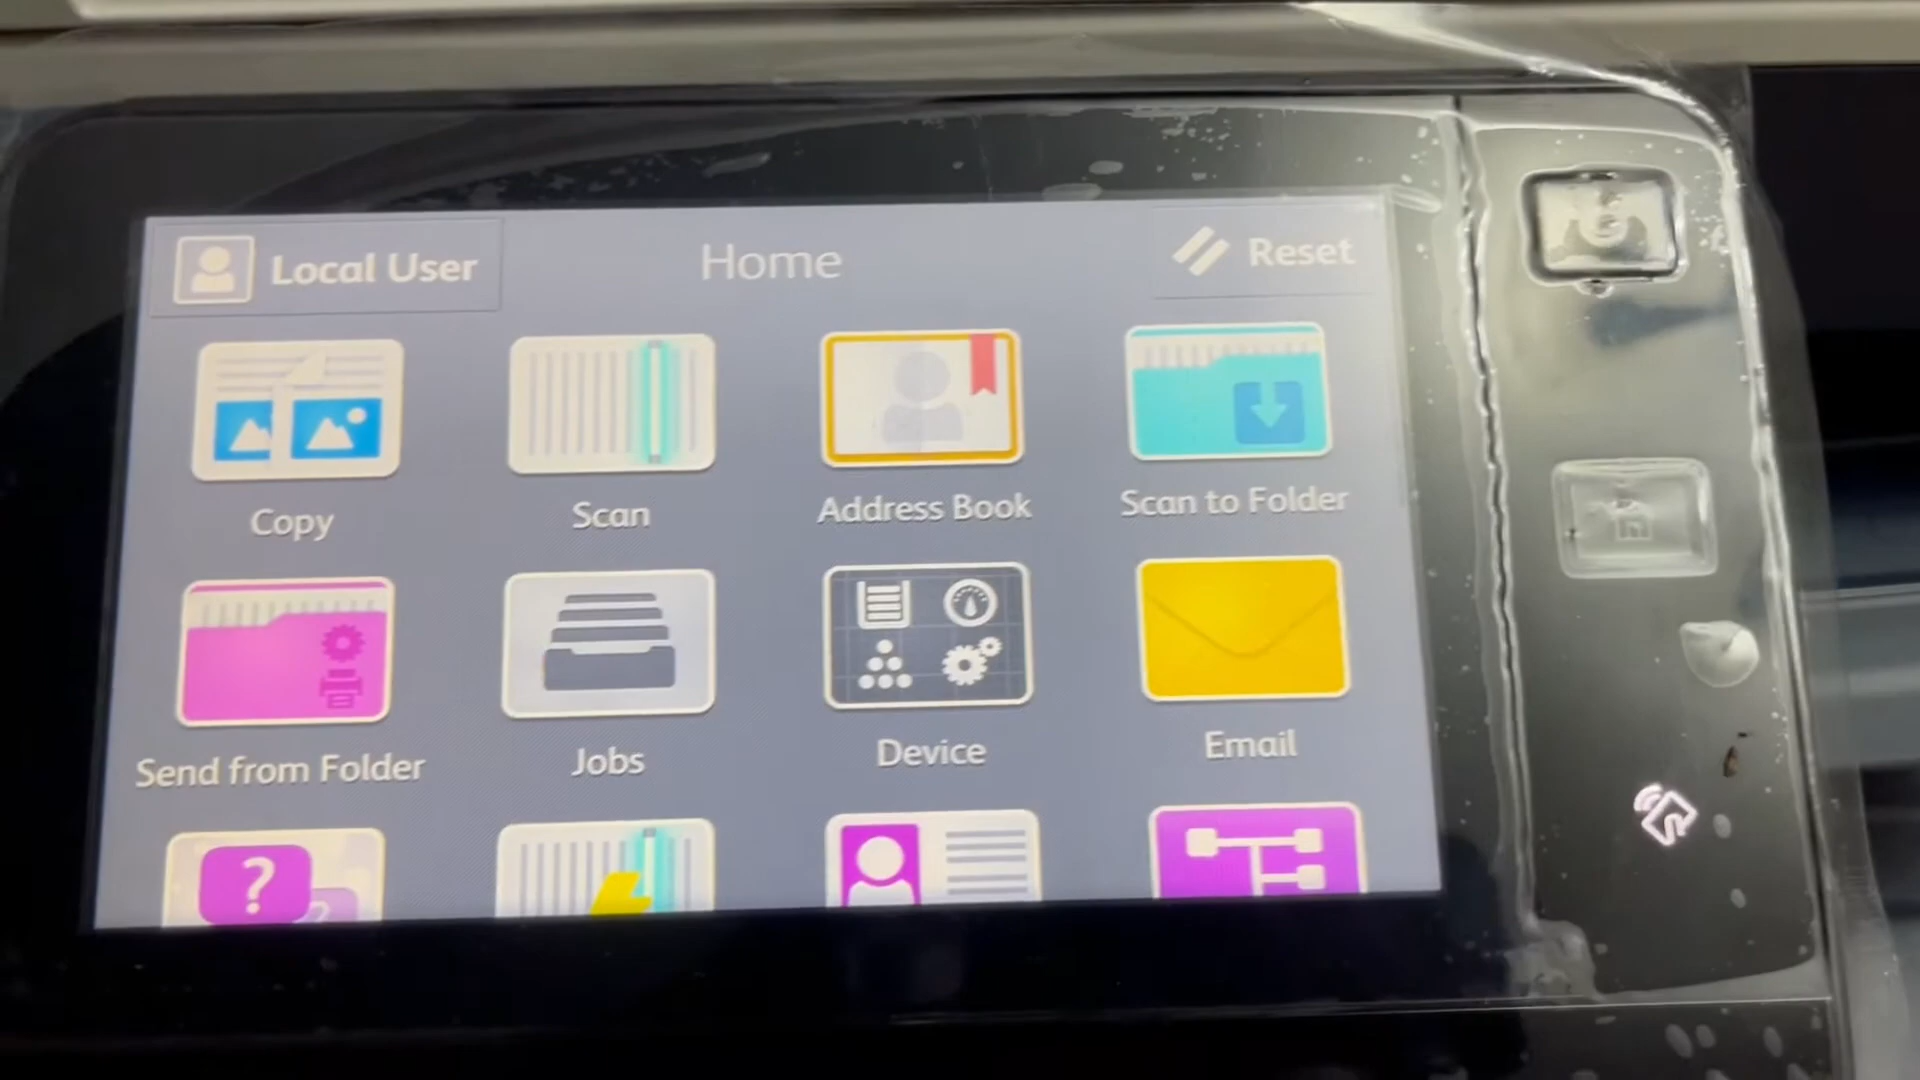 Local User
Home
Reset
Copy
Scan
Address Book
Scan to Folder
Send from Folder
Jobs
Device
Email
?
?